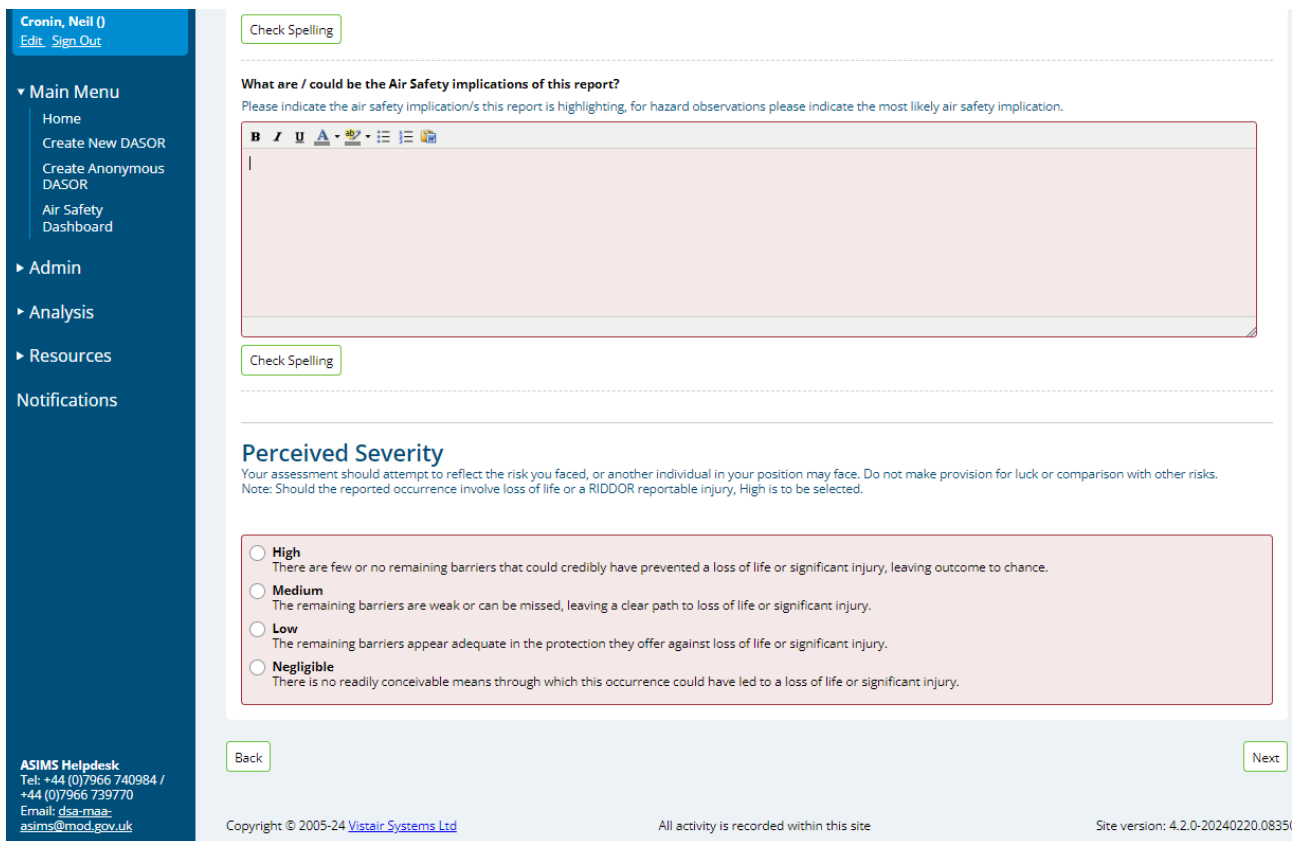 Cronin, Neil ()
Edit Sign Out
Main Menu
Home
Create New DASOR
Create Anonymous
DASOR
Air Safety
Dashboard
Admin
Analysis
Resources
Notifications
ASIMS Helpdesk
Tel: +44 (0)7966 740984 /
+44 (0)7966 739770
Email: dsa-maa-
asims@mod.gov.uk
Check Spelling
What are / could be the Air Safety implications of this report?
Please indicate the air safety implication/s this report is highlighting, for hazard observations please indicate the most likely air safety implication.
B I U A ab
Check Spelling
Perceived Severity
Your assessment should attempt to reflect the risk you faced, or another individual in your position may face. Do not make provision for luck or comparison with other risks.
Note: Should the reported occurrence involve loss of life or a RIDDOR reportable injury, High is to be selected.
High
There are few or no remaining barriers that could credibly have prevented a loss of life or significant injury, leaving outcome to chance.
Medium
The remaining barriers are weak or can be missed, leaving a clear path to loss of life or significant injury.
Low
The remaining barriers appear adequate in the protection they offer against loss of life or significant injury.
Negligible
There is no readily conceivable means through which this occurrence could have led to a loss of life or significant injury.
Back
Next
Copyright © 2005-24 Vistair Systems Ltd
All activity is recorded within this site
Site version: 4.2.0-20240220.08350